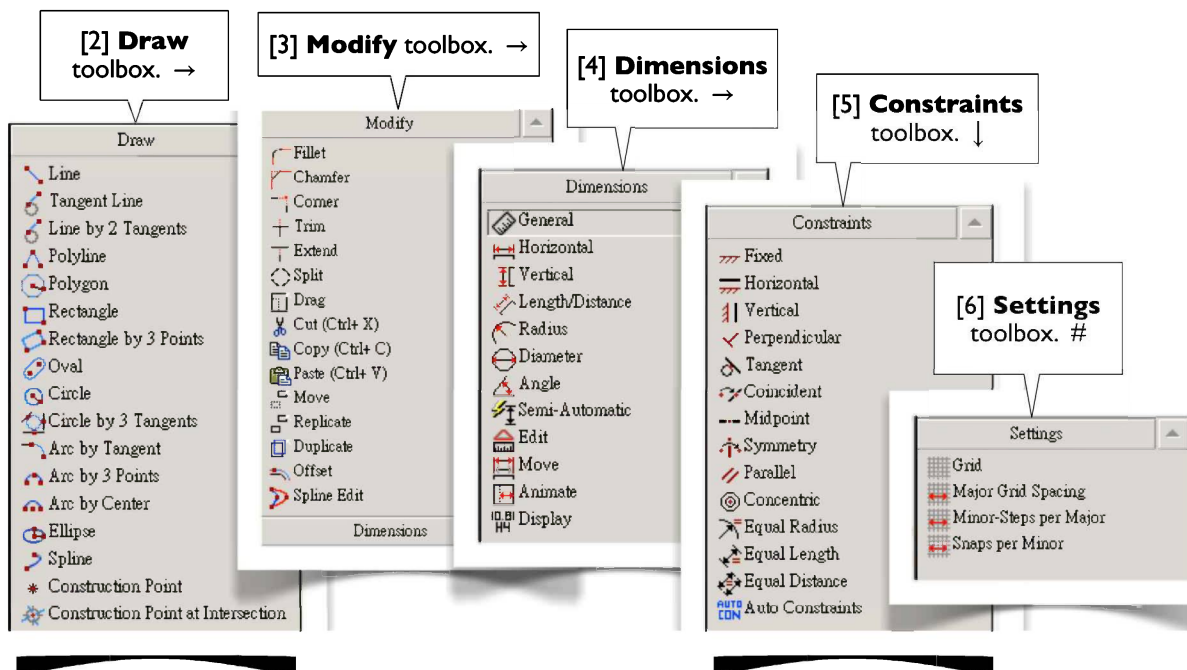 [2] Draw
toolbox. →
[3] Modify toolbox. →
[4] Dimensions
toolbox. →
[5] Constraints
toolbox. ↓
[6] Settings
toolbox. #
Draw
Line
Tangent Line
Line by 2 Tangents
Polyline
Polygon
Rectangle
Rectangle by 3 Points
Oval
Circle
Circle by 3 Tangents
Arc by Tangent
Arc by 3 Points
Arc by Center
Ellipse
Spline
Construction Point
Construction Point at Intersection
Modify
Fillet
Chamfer
Corner
Trim
Extend
Split
Drag
Cut (Ctrl+ X)
Copy (Ctrl+ C)
Paste (Ctrl+ V)
Move
Replicate
Duplicate
Offset
Spline Edit
Dimensions
Dimensions
General
Horizontal
Vertical
Length/Distance
Radius
Diameter
Angle
Semi-Automatic
Edit
Move
Animate
Display
Constraints
Fixed
Horizontal
Vertical
Perpendicular
Tangent
Coincident
Midpoint
Symmetry
Parallel
Concentric
Equal Radius
Equal Length
Equal Distance
AUTO
CON Auto Constraints
Settings
Grid
Major Grid Spacing
Minor-Steps per Major
Snaps per Minor